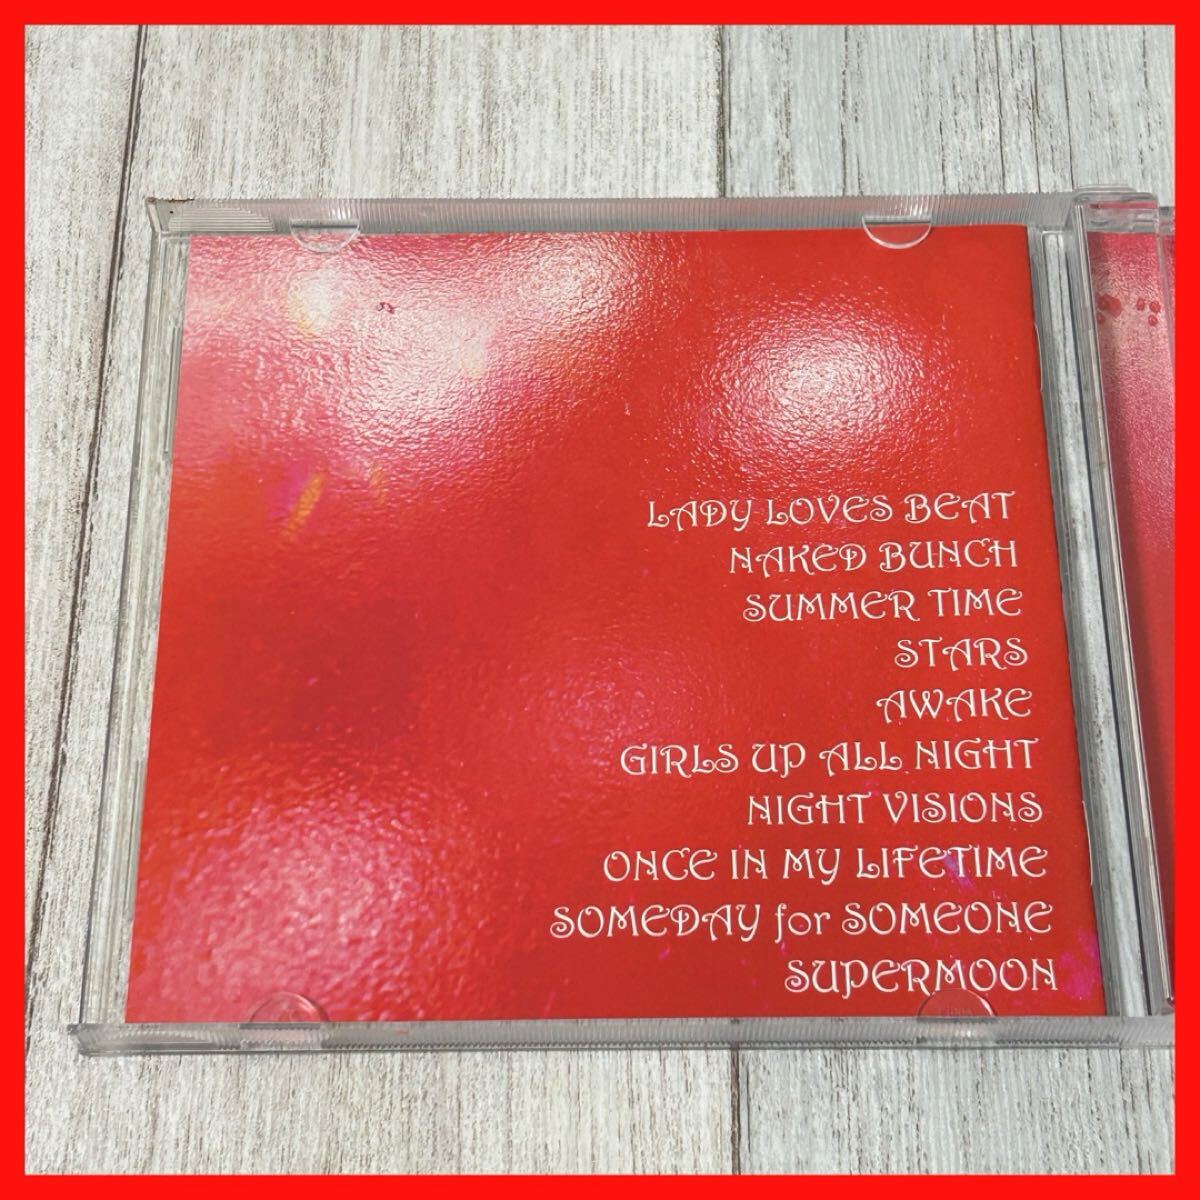 LADY LOVES BEAT
NAKED BUNCH
SUMMER TIME
STARS
AWAKE
GIRLS UP ALL NIGHT
NIGHT VISIONS
ONCE IN MY LIFETIME
SOMEDAY for SOMEONE
SUPERMOON